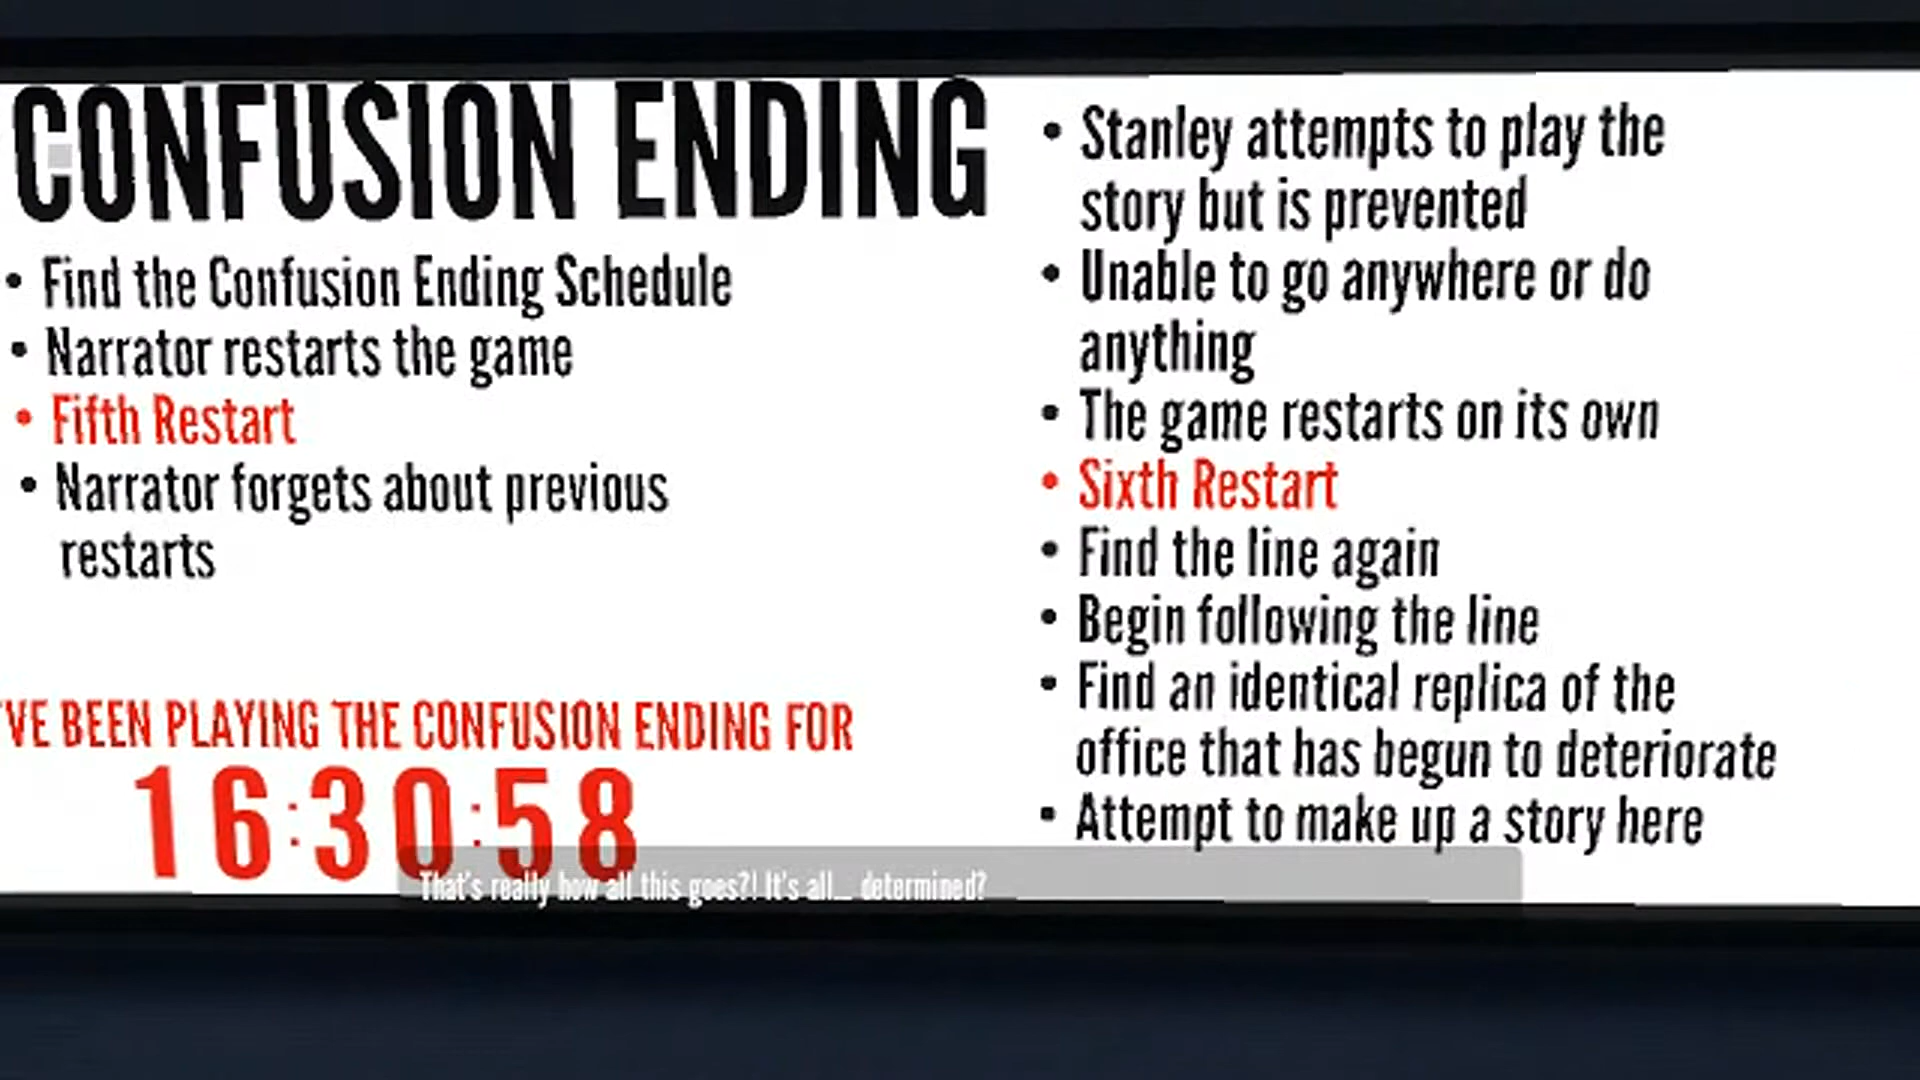 CONFUSION ENDING
• Find the Confusion Ending Schedule
• Narrator restarts the game
• Fifth Restart
• Narrator forgets about previous
restarts
'VE BEEN PLAYING THE CONFUSION ENDING FOR
16:30:58
• Stanley attempts to play the
story but is prevented
• Unable to go anywhere or do
anything
• The game restarts on its own
• Sixth Restart
• Find the line again
• Begin following the line
• Find an identical replica of the
office that has begun to deteriorate
• Attempt to make up a story here
That's really how all this goes?! It's all... determined?